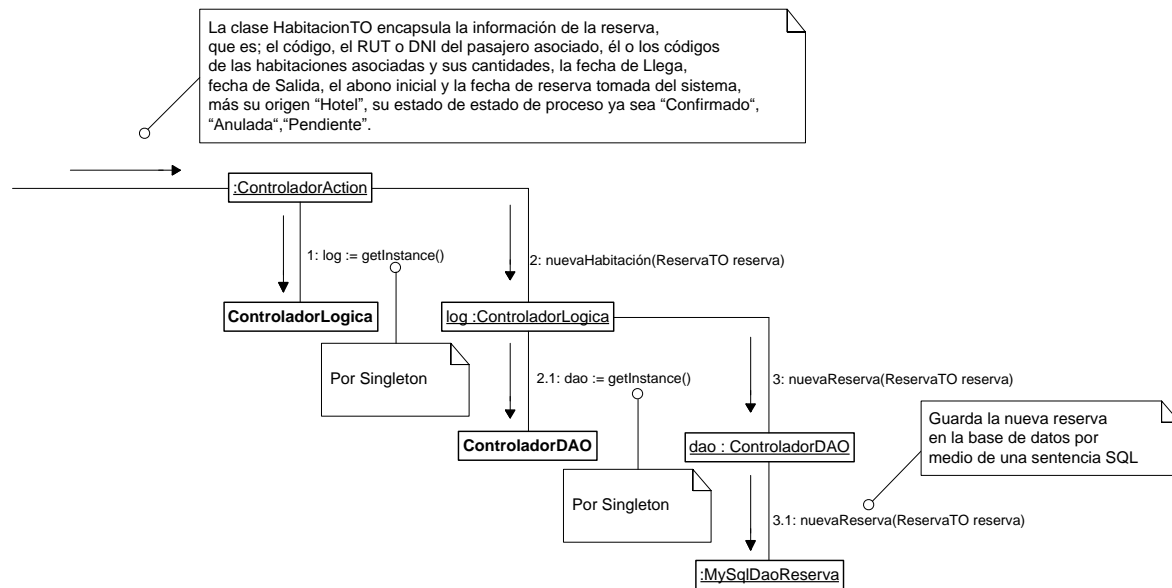 La clase HabitacionTO encapsula la información de la reserva,
que es; el código, el RUT o DNI del pasajero asociado, él o los códigos
de las habitaciones asociadas y sus cantidades, la fecha de Llega,
fecha de Salida, el abono inicial y la fecha de reserva tomada del sistema,
más su origen “Hotel”, su estado de estado de proceso ya sea “Confirmado“,
“Anulada“,“Pendiente”.
:ControladorAction
1: log := getInstance()
2: nuevaHabitación(ReservaTO reserva)
ControladorLogica
log :ControladorLogica
Por Singleton
2.1: dao := getInstance()
3: nuevaReserva(ReservaTO reserva)
Guarda la nueva reserva
en la base de datos por
medio de una sentencia SQL
ControladorDAO
dao : ControladorDAO
Por Singleton
3.1: nuevaReserva(ReservaTO reserva)
:MySqlDaoReserva